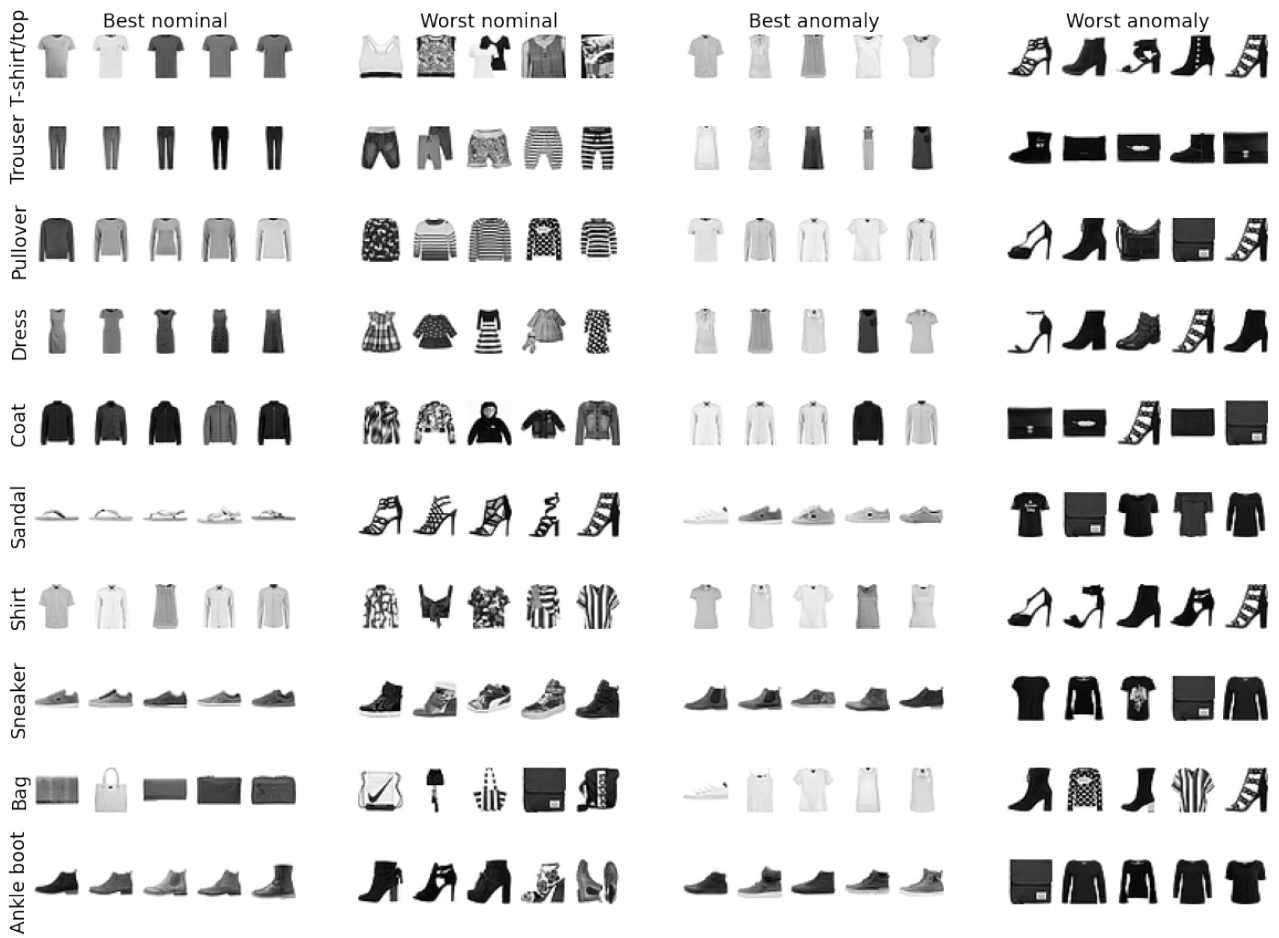 Best nominal
Worst nominal
Best anomaly
Worst anomaly
T-shirt/top
Trouser
Pullover
Dress
Coat
Sandal
Shirt
Sneaker
Bag
Ankle boot